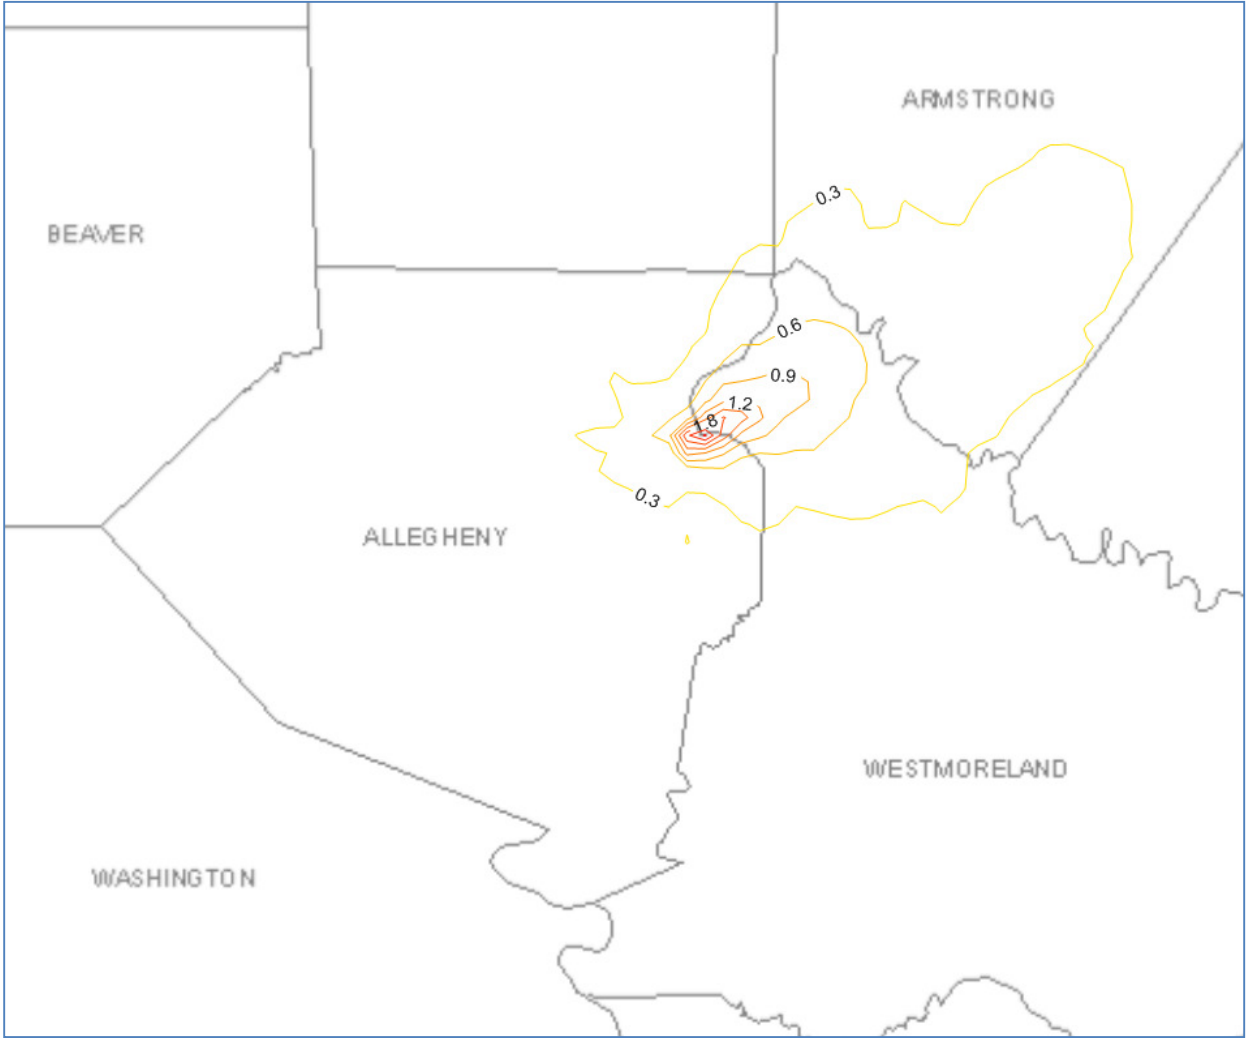 ARMSTRONG
0.3
BEAVER
0.6
0.9
1.2
1.8
0.3
ALLEGHENY
WESTMORELAND
WASHINGTON